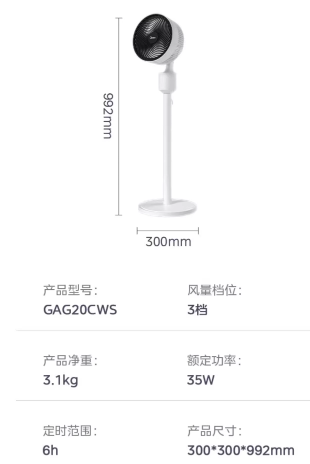 992mm
300mm
产品型号：
GAG20CWS
风量档位：
3档
产品净重：
3.1kg
额定功率：
35W
定时范围：
6h
产品尺寸：
300*300*992mm